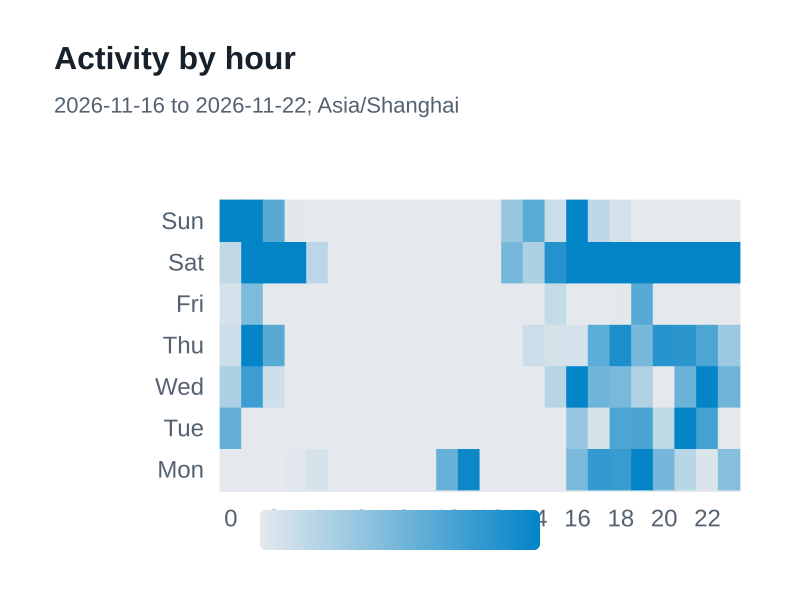 Activity by hour
2026-11-16 to 2026-11-22; Asia/Shanghai
Sun
Sat
Fri
Thu
Wed
Tue
Mon
0 16 18 20 22